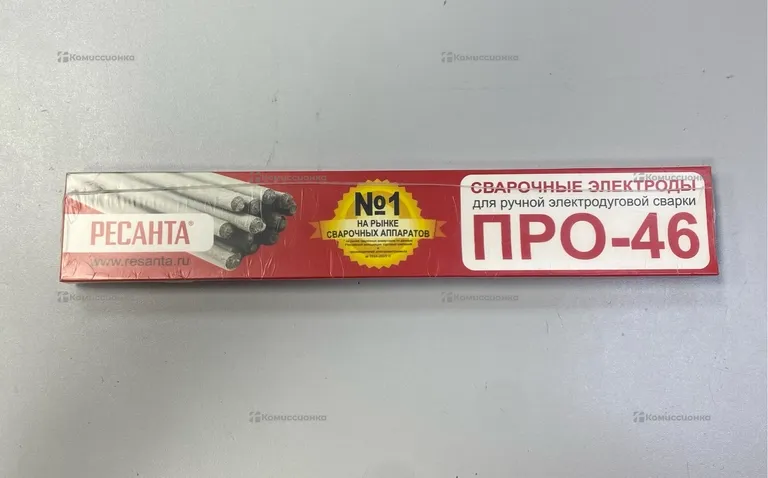 РЕСАНТА®
www.resanta.ru
№1
НА РЫНКЕ
СВАРОЧНЫХ АППАРАТОВ
СВАРОЧНЫЕ ЭЛЕКТРОДЫ
для ручной электродуговой сварки
ПРО-46
Комиссионка
Комиссионка
Комиссионка
Комиссионка
Комиссионка
Комиссионка
Комиссионка
Комиссионка